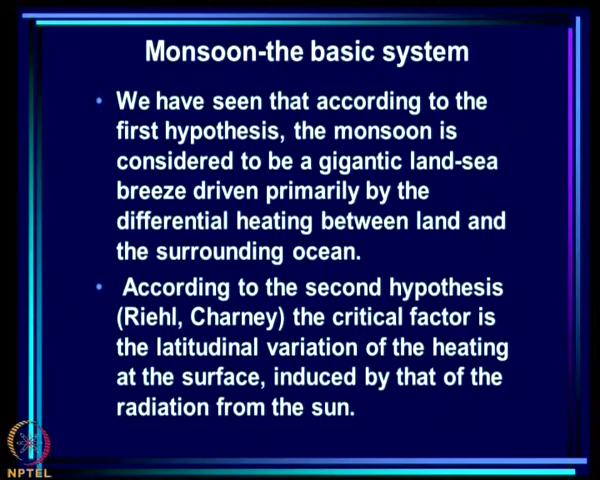 Monsoon-the basic system
• We have seen that according to the
first hypothesis, the monsoon is
considered to be a gigantic land-sea
breeze driven primarily by the
differential heating between land and
the surrounding ocean.
• According to the second hypothesis
(Riehl, Charney) the critical factor is
the latitudinal variation of the heating
at the surface, induced by that of the
radiation from the sun.
NPTEL